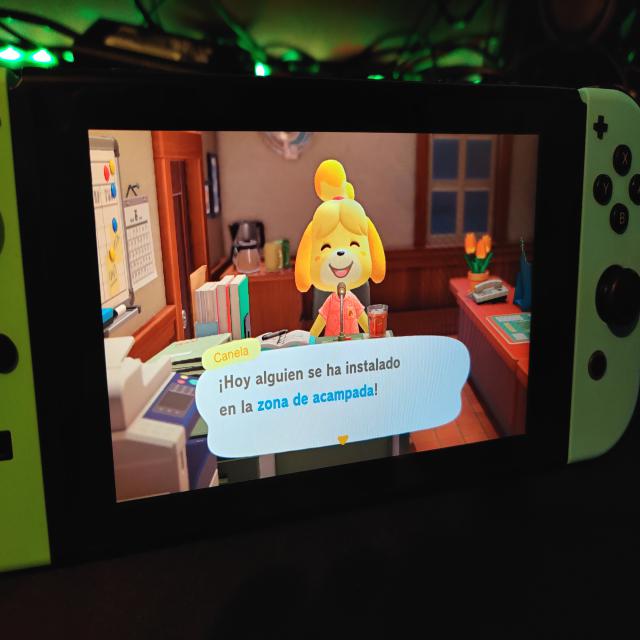 Canela
¡Hoy alguien se ha instalado
en la zona de acampada!
X
Y
B